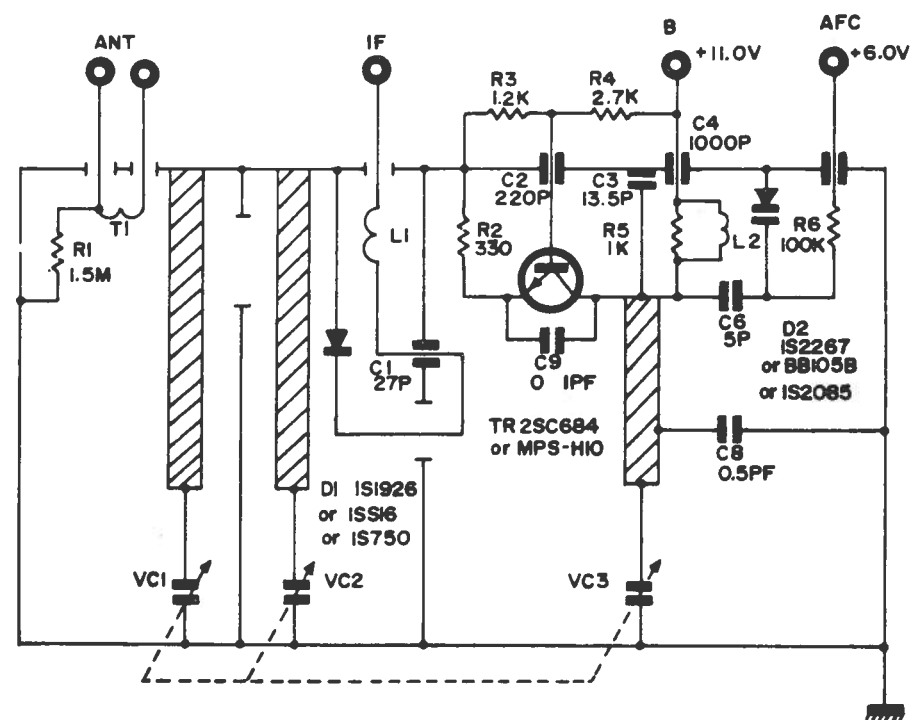 ANT
IF
B
+11.0V
AFC
+6.0V
R3
1.2K
R4
2.7K
C4
1000P
C2
220P
C3
13.5P
R1
1.5M
T1
L1
R2
330
R5
1K
L2
R6
100K
C1
27P
C9
0 1PF
C6
5P
D2
1S2267
or BB105B
or 1S2085
TR 2SC684
or MPS-H10
C8
0.5PF
D1 1S1926
or 1SS16
or 1S750
VC1
VC2
VC3